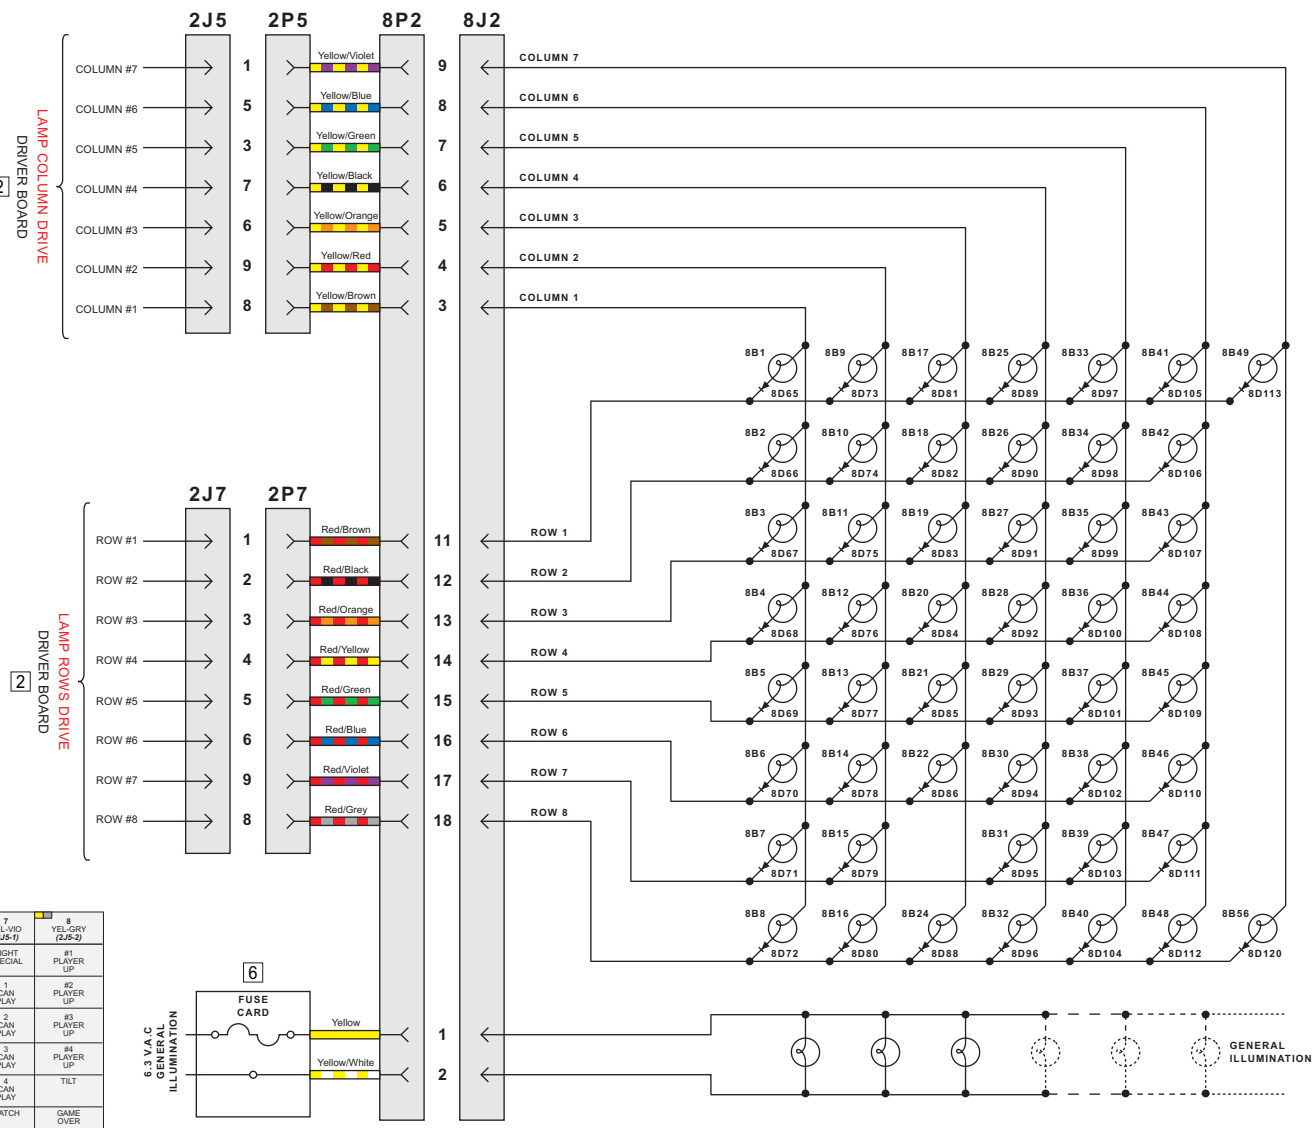 2J5 2P5 8P2 8J2
LAMP COLUMN DRIVE
DRIVER BOARD
COLUMN #7 1 Yellow/Violet 9 COLUMN 7
COLUMN #6 5 Yellow/Blue 8 COLUMN 6
COLUMN #5 3 Yellow/Green 7 COLUMN 5
COLUMN #4 7 Yellow/Black 6 COLUMN 4
COLUMN #3 6 Yellow/Orange 5 COLUMN 3
COLUMN #2 9 Yellow/Red 4 COLUMN 2
COLUMN #1 8 Yellow/Brown 3 COLUMN 1
8B1 8B9 8B17 8B25 8B33 8B41 8B49
8D65 8D73 8D81 8D89 8D97 8D105 8D113
8B2 8B10 8B18 8B26 8B34 8B42
8D66 8D74 8D82 8D90 8D98 8D106
8B3 8B11 8B19 8B27 8B35 8B43
8D67 8D75 8D83 8D91 8D99 8D107
8B4 8B12 8B20 8B28 8B36 8B44
8D68 8D76 8D84 8D92 8D100 8D108
8B5 8B13 8B21 8B29 8B37 8B45
8D69 8D77 8D85 8D93 8D101 8D109
8B6 8B14 8B22 8B30 8B38 8B46
8D70 8D78 8D86 8D94 8D102 8D110
8B7 8B15 8B31 8B39 8B47
8D71 8D79 8D95 8D103 8D111
8B8 8B16 8B24 8B32 8B40 8B48 8B56
8D72 8D80 8D88 8D96 8D104 8D112 8D120
2J7 2P7
2
LAMP ROWS DRIVE
DRIVER BOARD
ROW #1 1 Red/Brown 11 ROW 1
ROW #2 2 Red/Black 12 ROW 2
ROW #3 3 Red/Orange 13 ROW 3
ROW #4 4 Red/Yellow 14 ROW 4
ROW #5 5 Red/Green 15 ROW 5
ROW #6 6 Red/Blue 16 ROW 6
ROW #7 9 Red/Violet 17 ROW 7
ROW #8 8 Red/Grey 18 ROW 8
7 8
YEL-GRY
(2J5-2)
#1
PLAYER
UP
1
CAN
PLAY
#2
PLAYER
UP
2
CAN
PLAY
#3
PLAYER
UP
3
CAN
PLAY
#4
PLAYER
UP
4
CAN
PLAY
TILT
GAME
OVER
6
FUSE
CARD
6.3 V.A.C
GENERAL
ILLUMINATION
Yellow 1
Yellow/White 2
GENERAL
ILLUMINATION